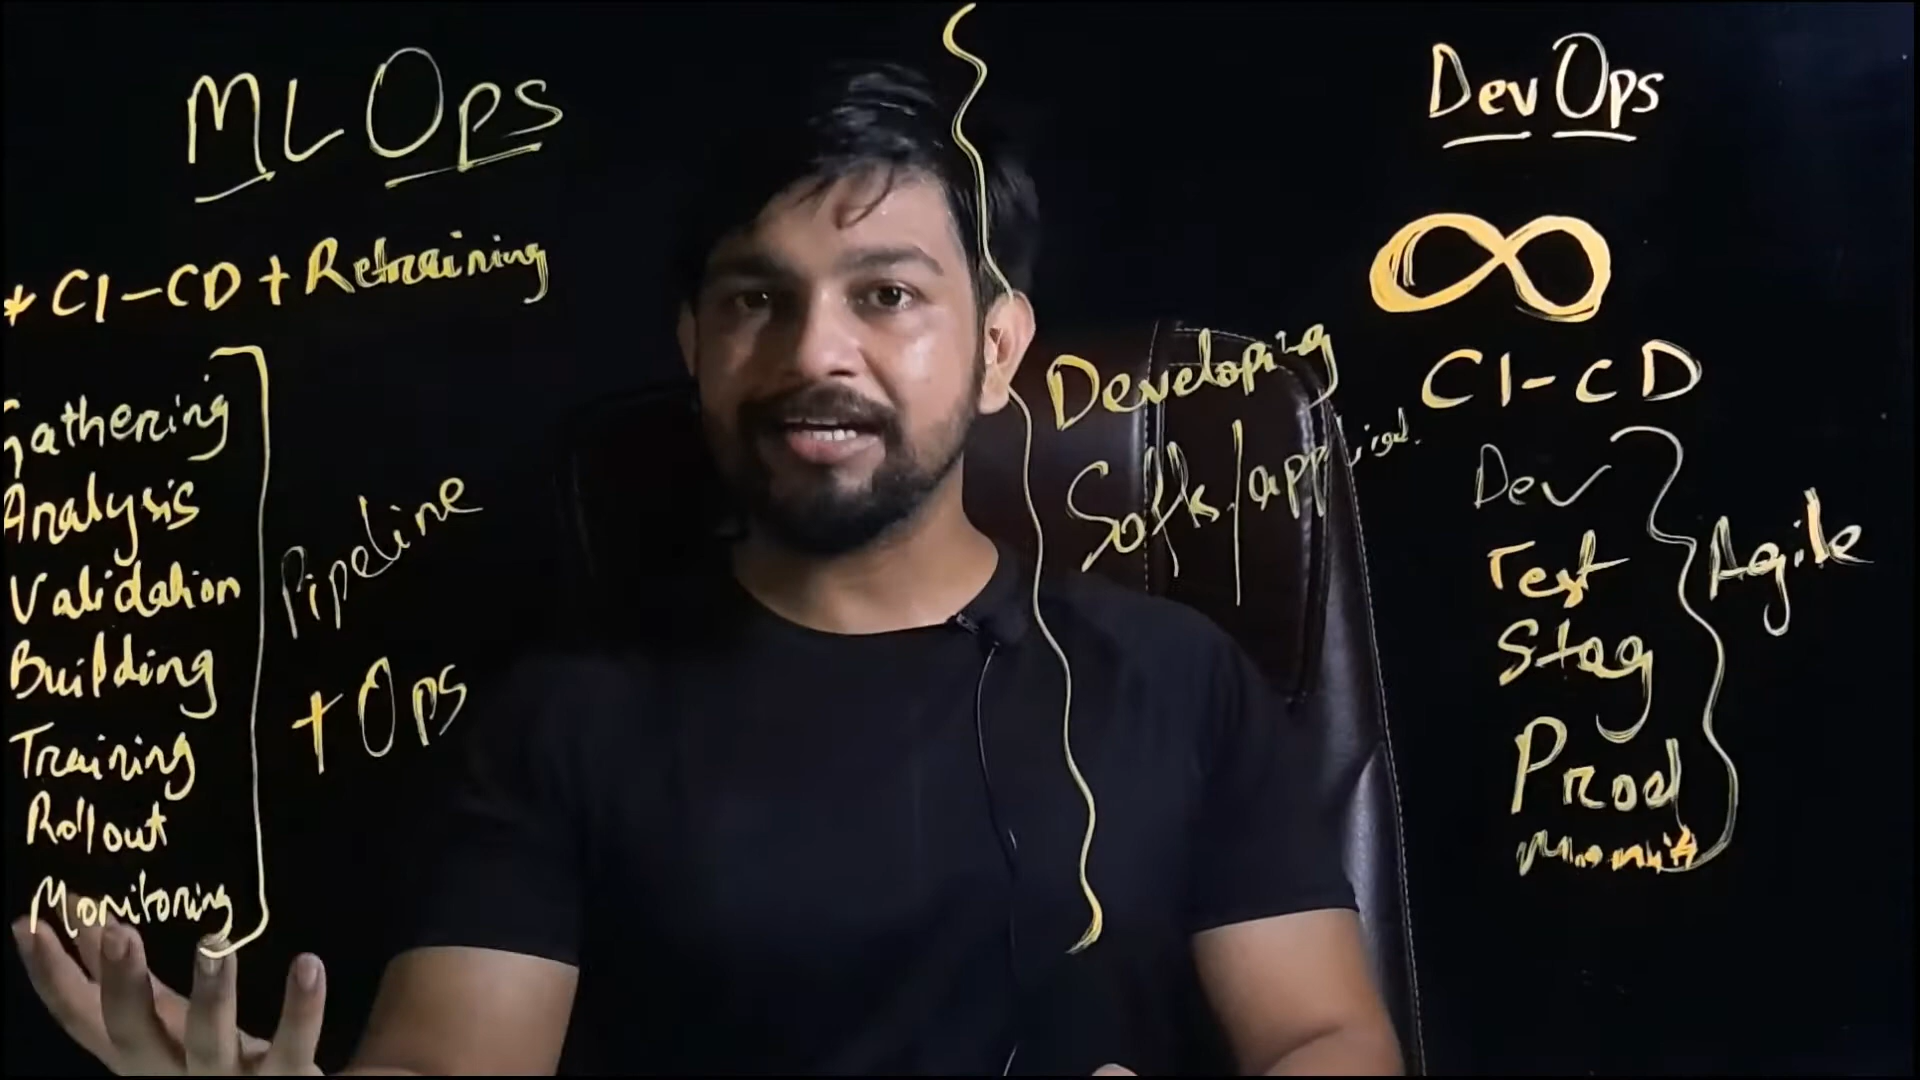 MLOps
* CI-CD + Retraining
Gathering
Analysis
Validation
Building
Training
Rollout
Monitoring
Pipeline
+ Ops
Developing
DevOps
∞
CI-CD
Dev
Test
Stag
Prod
Agile